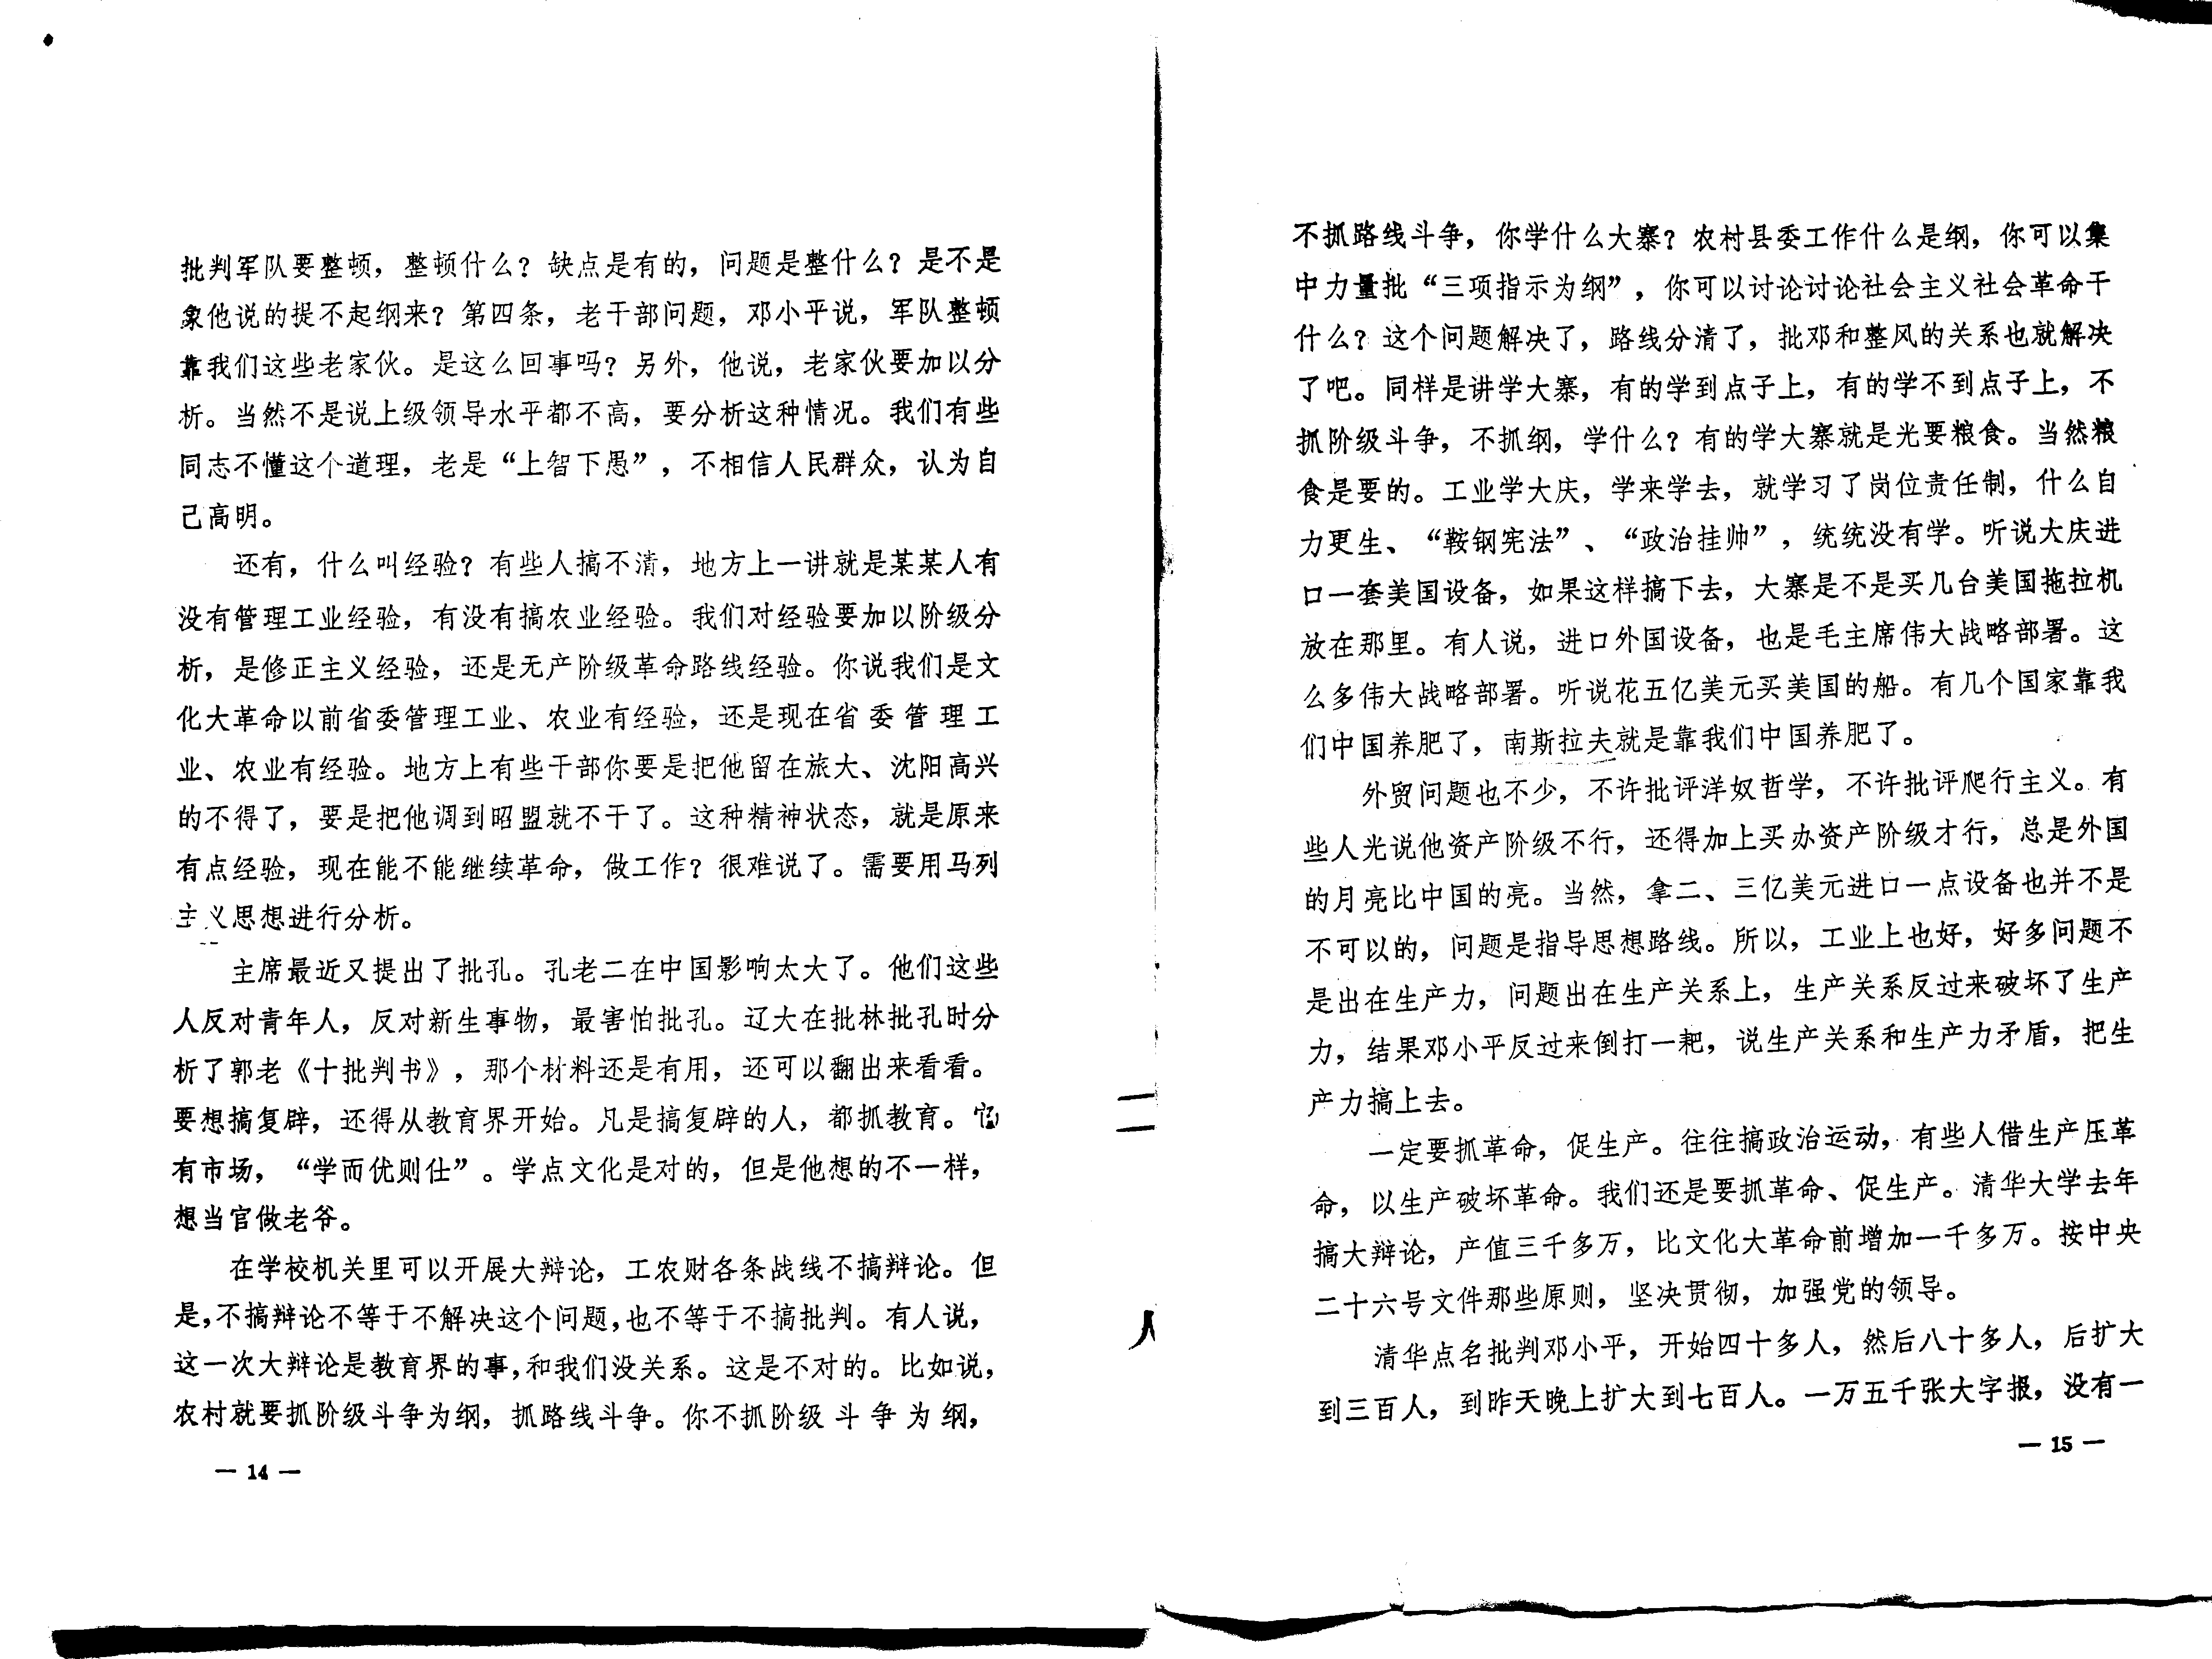 批判军队要整顿，整顿什么？缺点是有的，问题是整什么？是不是
象他说的提不起纲来？第四条，老干部问题，邓小平说，军队整顿
靠我们这些老家伙。是这么回事吗？另外，他说，老家伙要加以分
析。当然不是说上级领导水平都不高，要分析这种情况。我们有些
同志不懂这个道理，老是“上智下愚”，不相信人民群众，认为自
己高明。
还有，什么叫经验？有些人搞不清，地方上一讲就是某某人有
没有管理工业经验，有没有搞农业经验。我们对经验要加以阶级分
析，是修正主义经验，还是无产阶级革命路线经验。你说我们是文
化大革命以前省委管理工业、农业有经验，还是现在省委管理工
业、农业有经验。地方上有些干部你要是把他留在旅大、沈阳高兴
的不得了，要是把他调到昭盟就不干了。这种精神状态，就是原来
有点经验，现在能不能继续革命，做工作？很难说了。需要用马列
主义思想进行分析。
主席最近又提出了批孔。孔老二在中国影响太大了。他们这些
人反对青年人，反对新生事物，最害怕批孔。辽大在批林批孔时分
析了郭老《十批判书》，那个材料还是有用，还可以翻出来看看。
要想搞复辟，还得从教育界开始。凡是搞复辟的人，都抓教育。它
有市场，“学而优则仕”。学点文化是对的，但是他想的不一样，
想当官做老爷。
在学校机关里可以开展大辩论，工农财各条战线不搞辩论。但
是，不搞辩论不等于不解决这个问题，也不等于不搞批判。有人说，
这一次大辩论是教育界的事，和我们没关系。这是不对的。比如说，
农村就要抓阶级斗争为纲，抓路线斗争。你不抓阶级斗争为纲，
— 14 —
不抓路线斗争，你学什么大寨？农村县委工作什么是纲，你可以集
中力量批“三项指示为纲”，你可以讨论讨论社会主义社会革命干
什么？这个问题解决了，路线分清了，批邓和整风的关系也就解决
了吧。同样是讲学大寨，有的学到点子上，有的学不到点子上，不
抓阶级斗争，不抓纲，学什么？有的学大寨就是光要粮食。当然粮
食是要的。工业学大庆，学来学去，就学习了岗位责任制，什么自
力更生、“鞍钢宪法”、“政治挂帅”，统统没有学。听说大庆进
口一套美国设备，如果这样搞下去，大寨是不是买几台美国拖拉机
放在那里。有人说，进口外国设备，也是毛主席伟大战略部署。这
么多伟大战略部署。听说花五亿美元买美国的船。有几个国家靠我
们中国养肥了，南斯拉夫就是靠我们中国养肥了。
外贸问题也不少，不许批评洋奴哲学，不许批评爬行主义。有
些人光说他资产阶级不行，还得加上买办资产阶级才行，总是外国
的月亮比中国的亮。当然，拿二、三亿美元进口一点设备也并不是
不可以的，问题是指导思想路线。所以，工业上也好，好多问题不
是出在生产力，问题出在生产关系上，生产关系反过来破坏了生产
力，结果邓小平反过来倒打一耙，说生产关系和生产力矛盾，把生
产力搞上去。
一定要抓革命，促生产。往往搞政治运动，有些人借生产压革
命，以生产破坏革命。我们还是要抓革命、促生产。清华大学去年
搞大辩论，产值三千多万，比文化大革命前增加一千多万。按中央
二十六号文件那些原则，坚决贯彻，加强党的领导。
清华点名批判邓小平，开始四十多人，然后八十多人，后扩大
到三百人，到昨天晚上扩大到七百人。一万五千张大字报，没有一
— 15 —